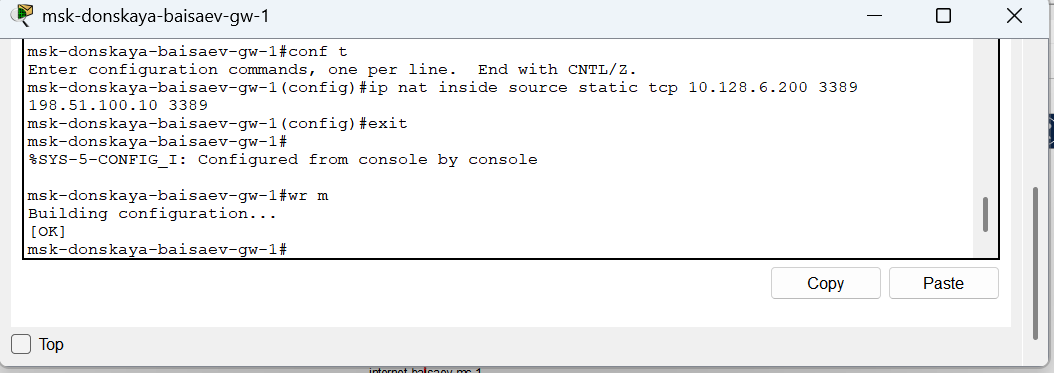 msk-donskaya-baisaev-gw-1
msk-donskaya-baisaev-gw-1#conf t
Enter configuration commands, one per line.  End with CNTL/Z.
msk-donskaya-baisaev-gw-1(config)#ip nat inside source static tcp 10.128.6.200 3389
198.51.100.10 3389
msk-donskaya-baisaev-gw-1(config)#exit
msk-donskaya-baisaev-gw-1#
%SYS-5-CONFIG_I: Configured from console by console
msk-donskaya-baisaev-gw-1#wr m
Building configuration...
[OK]
msk-donskaya-baisaev-gw-1#
Copy Paste
Top